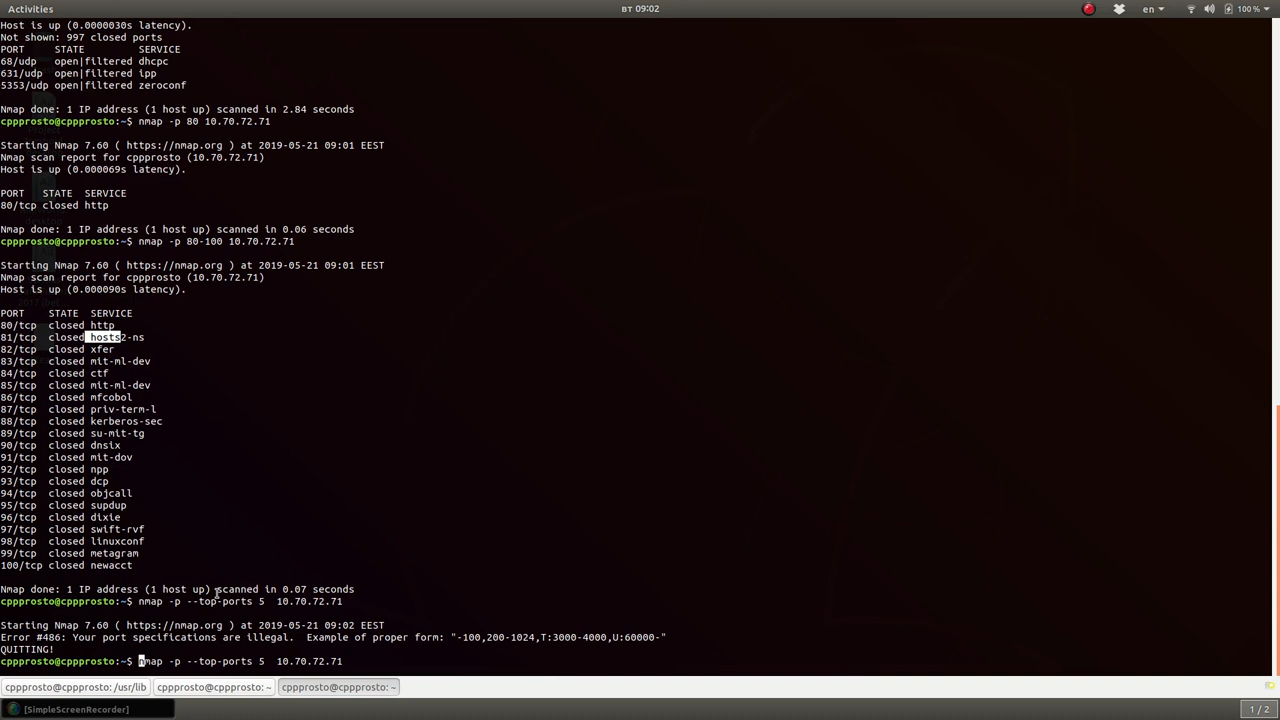 Activities
вт 09:02
en
100 %
Host is up (0.0000030s latency).
Not shown: 997 closed ports
PORT     STATE         SERVICE
68/udp   open|filtered dhcpc
631/udp  open|filtered ipp
5353/udp open|filtered zeroconf
Nmap done: 1 IP address (1 host up) scanned in 2.84 seconds
cppprosto@cppprosto:~$ nmap -p 80 10.70.72.71
Starting Nmap 7.60 ( https://nmap.org ) at 2019-05-21 09:01 EEST
Nmap scan report for cppprosto (10.70.72.71)
Host is up (0.000069s latency).
PORT   STATE  SERVICE
80/tcp closed http
Nmap done: 1 IP address (1 host up) scanned in 0.06 seconds
cppprosto@cppprosto:~$ nmap -p 80-100 10.70.72.71
Starting Nmap 7.60 ( https://nmap.org ) at 2019-05-21 09:01 EEST
Nmap scan report for cppprosto (10.70.72.71)
Host is up (0.000090s latency).
PORT    STATE  SERVICE
80/tcp  closed http
81/tcp  closed hosts2-ns
82/tcp  closed xfer
83/tcp  closed mit-ml-dev
84/tcp  closed ctf
85/tcp  closed mit-ml-dev
86/tcp  closed mfcobol
87/tcp  closed priv-term-l
88/tcp  closed kerberos-sec
89/tcp  closed su-mit-tg
90/tcp  closed dnsix
91/tcp  closed mit-dov
92/tcp  closed npp
93/tcp  closed dcp
94/tcp  closed objcall
95/tcp  closed supdup
96/tcp  closed dixie
97/tcp  closed swift-rvf
98/tcp  closed linuxconf
99/tcp  closed metagram
100/tcp closed newacct
Nmap done: 1 IP address (1 host up) scanned in 0.07 seconds
cppprosto@cppprosto:~$ nmap -p --top-ports 5  10.70.72.71
Starting Nmap 7.60 ( https://nmap.org ) at 2019-05-21 09:02 EEST
Error #486: Your port specifications are illegal.  Example of proper form: "-100,200-1024,T:3000-4000,U:60000-"
QUITTING!
cppprosto@cppprosto:~$ nmap -p --top-ports 5  10.70.72.71
cppprosto@cppprosto: /usr/lib
cppprosto@cppprosto: ~
cppprosto@cppprosto: ~
[SimpleScreenRecorder]
1 / 2